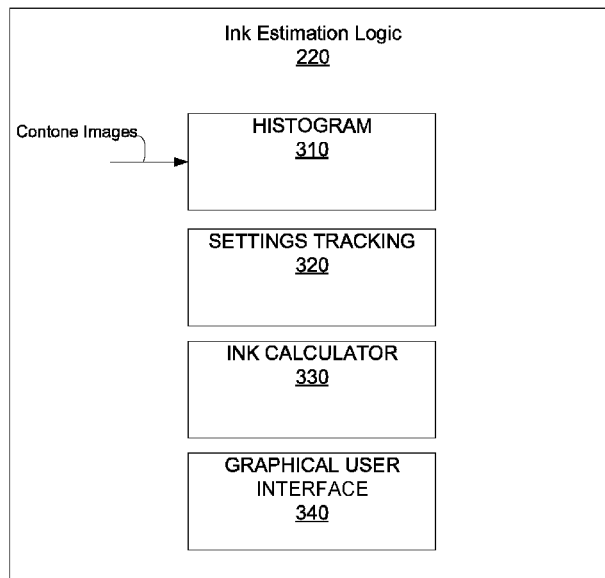 Ink Estimation Logic
220
Contone Images
HISTOGRAM
310
SETTINGS TRACKING
320
INK CALCULATOR
330
GRAPHICAL USER
INTERFACE
340